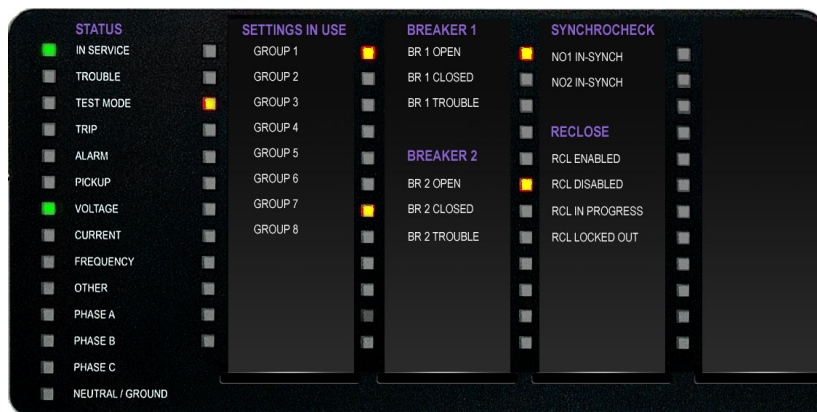 STATUS
IN SERVICE
TROUBLE
TEST MODE
TRIP
ALARM
PICKUP
VOLTAGE
CURRENT
FREQUENCY
OTHER
PHASE A
PHASE B
PHASE C
NEUTRAL / GROUND
SETTINGS IN USE
GROUP 1
GROUP 2
GROUP 3
GROUP 4
GROUP 5
GROUP 6
GROUP 7
GROUP 8
BREAKER 1
BR 1 OPEN
BR 1 CLOSED
BR 1 TROUBLE
BREAKER 2
BR 2 OPEN
BR 2 CLOSED
BR 2 TROUBLE
SYNCHROCHECK
NO1 IN-SYNCH
NO2 IN-SYNCH
RECLOSE
RCL ENABLED
RCL DISABLED
RCL IN PROGRESS
RCL LOCKED OUT